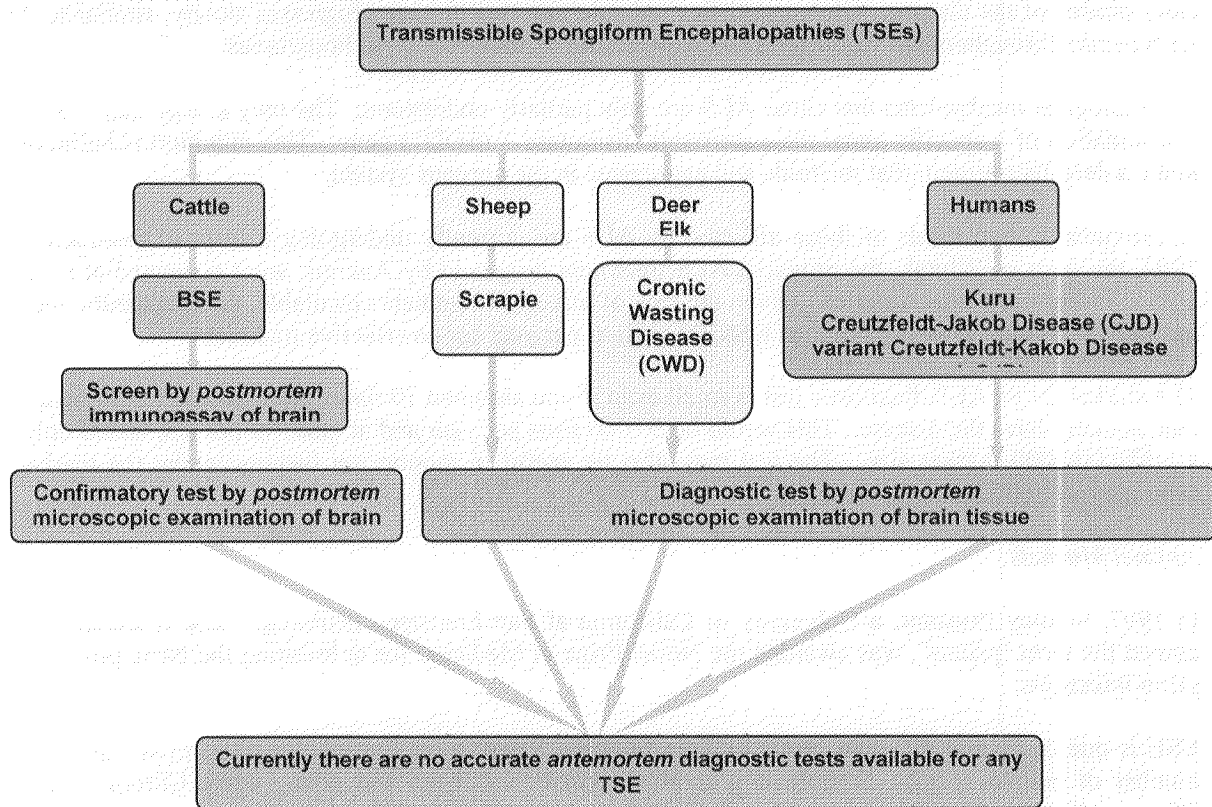 Transmissible Spongiform Encephalopathies (TSEs)
Cattle
Sheep
Deer
Elk
Humans
BSE
Scrapie
Cronic
Wasting
Disease
(CWD)
Kuru
Creutzfeldt-Jakob Disease (CJD)
variant Creutzfeldt-Kakob Disease
Screen by postmortem
immunoassay of brain
Confirmatory test by postmortem
microscopic examination of brain
Diagnostic test by postmortem
microscopic examination of brain tissue
Currently there are no accurate antemortem diagnostic tests available for any
TSE